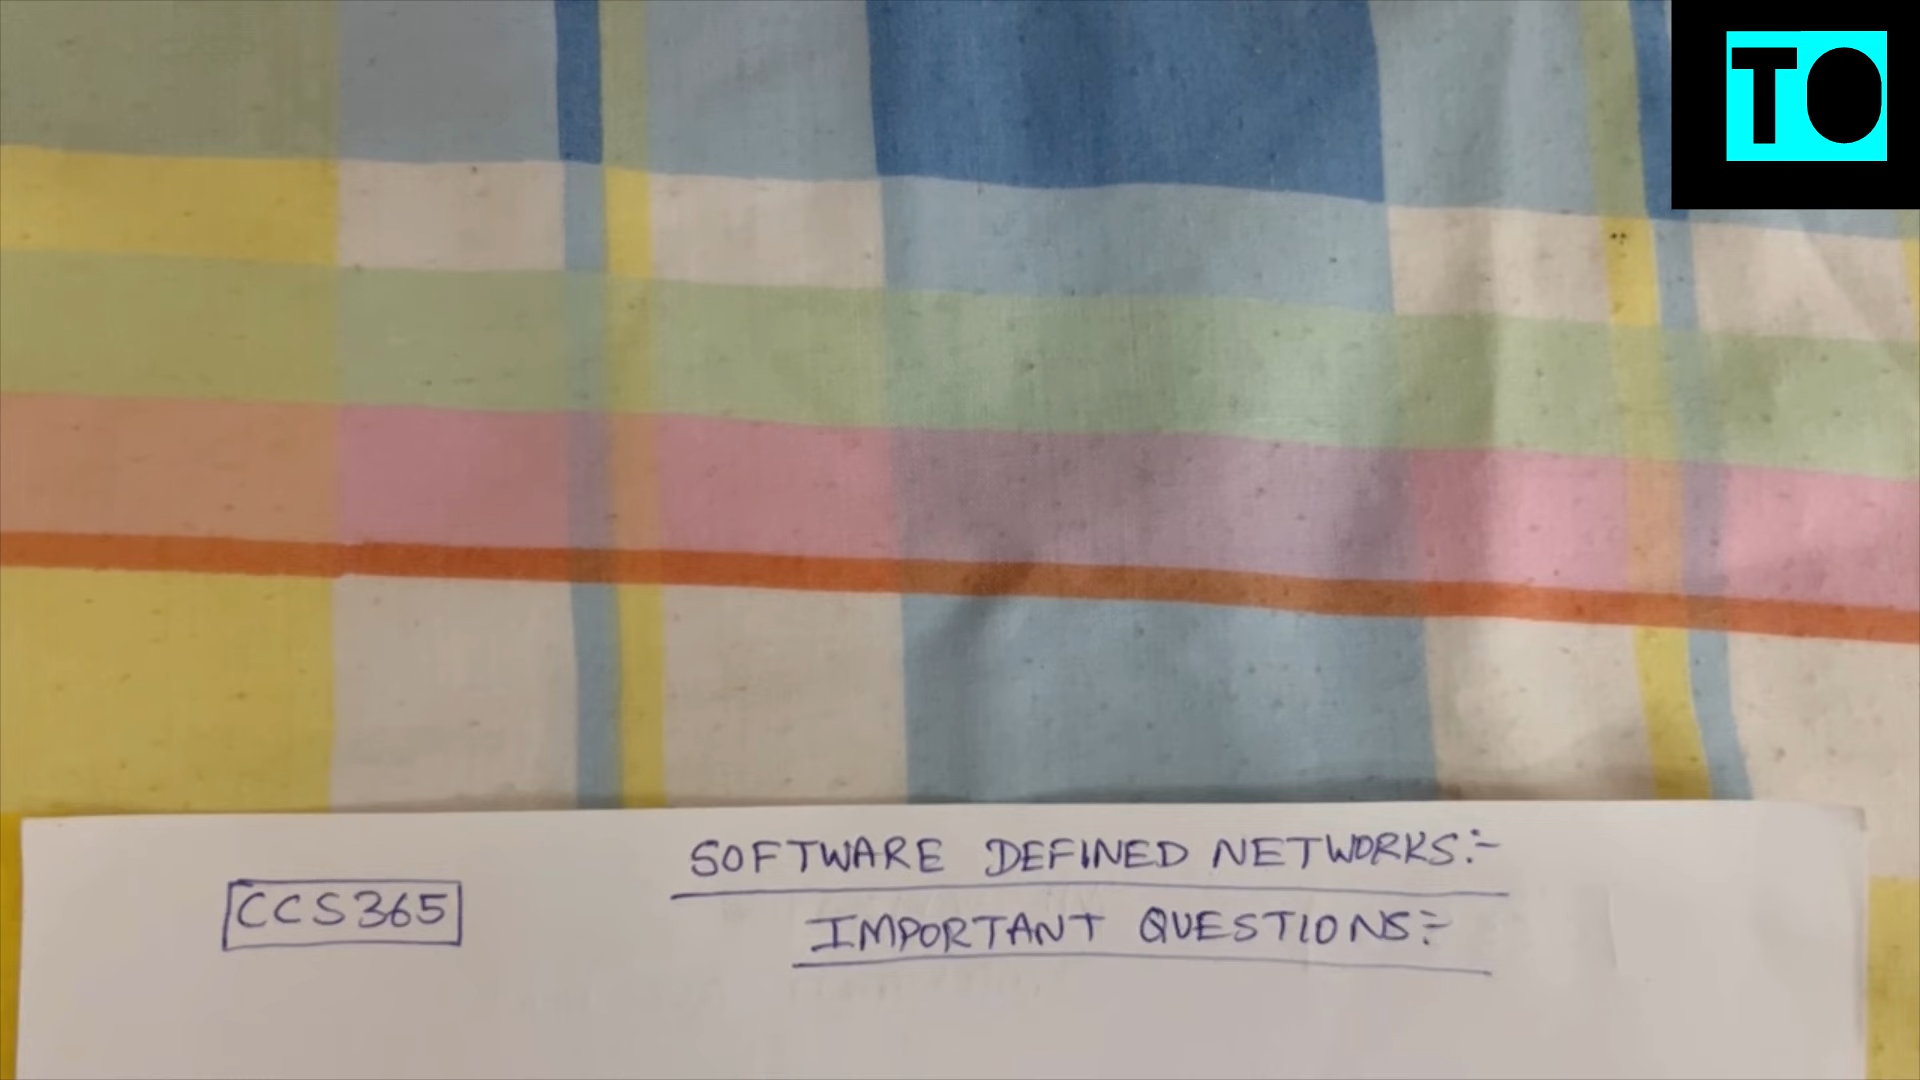 TO
SOFTWARE DEFINED NETWORKS:-
CCS365
IMPORTANT QUESTIONS:-